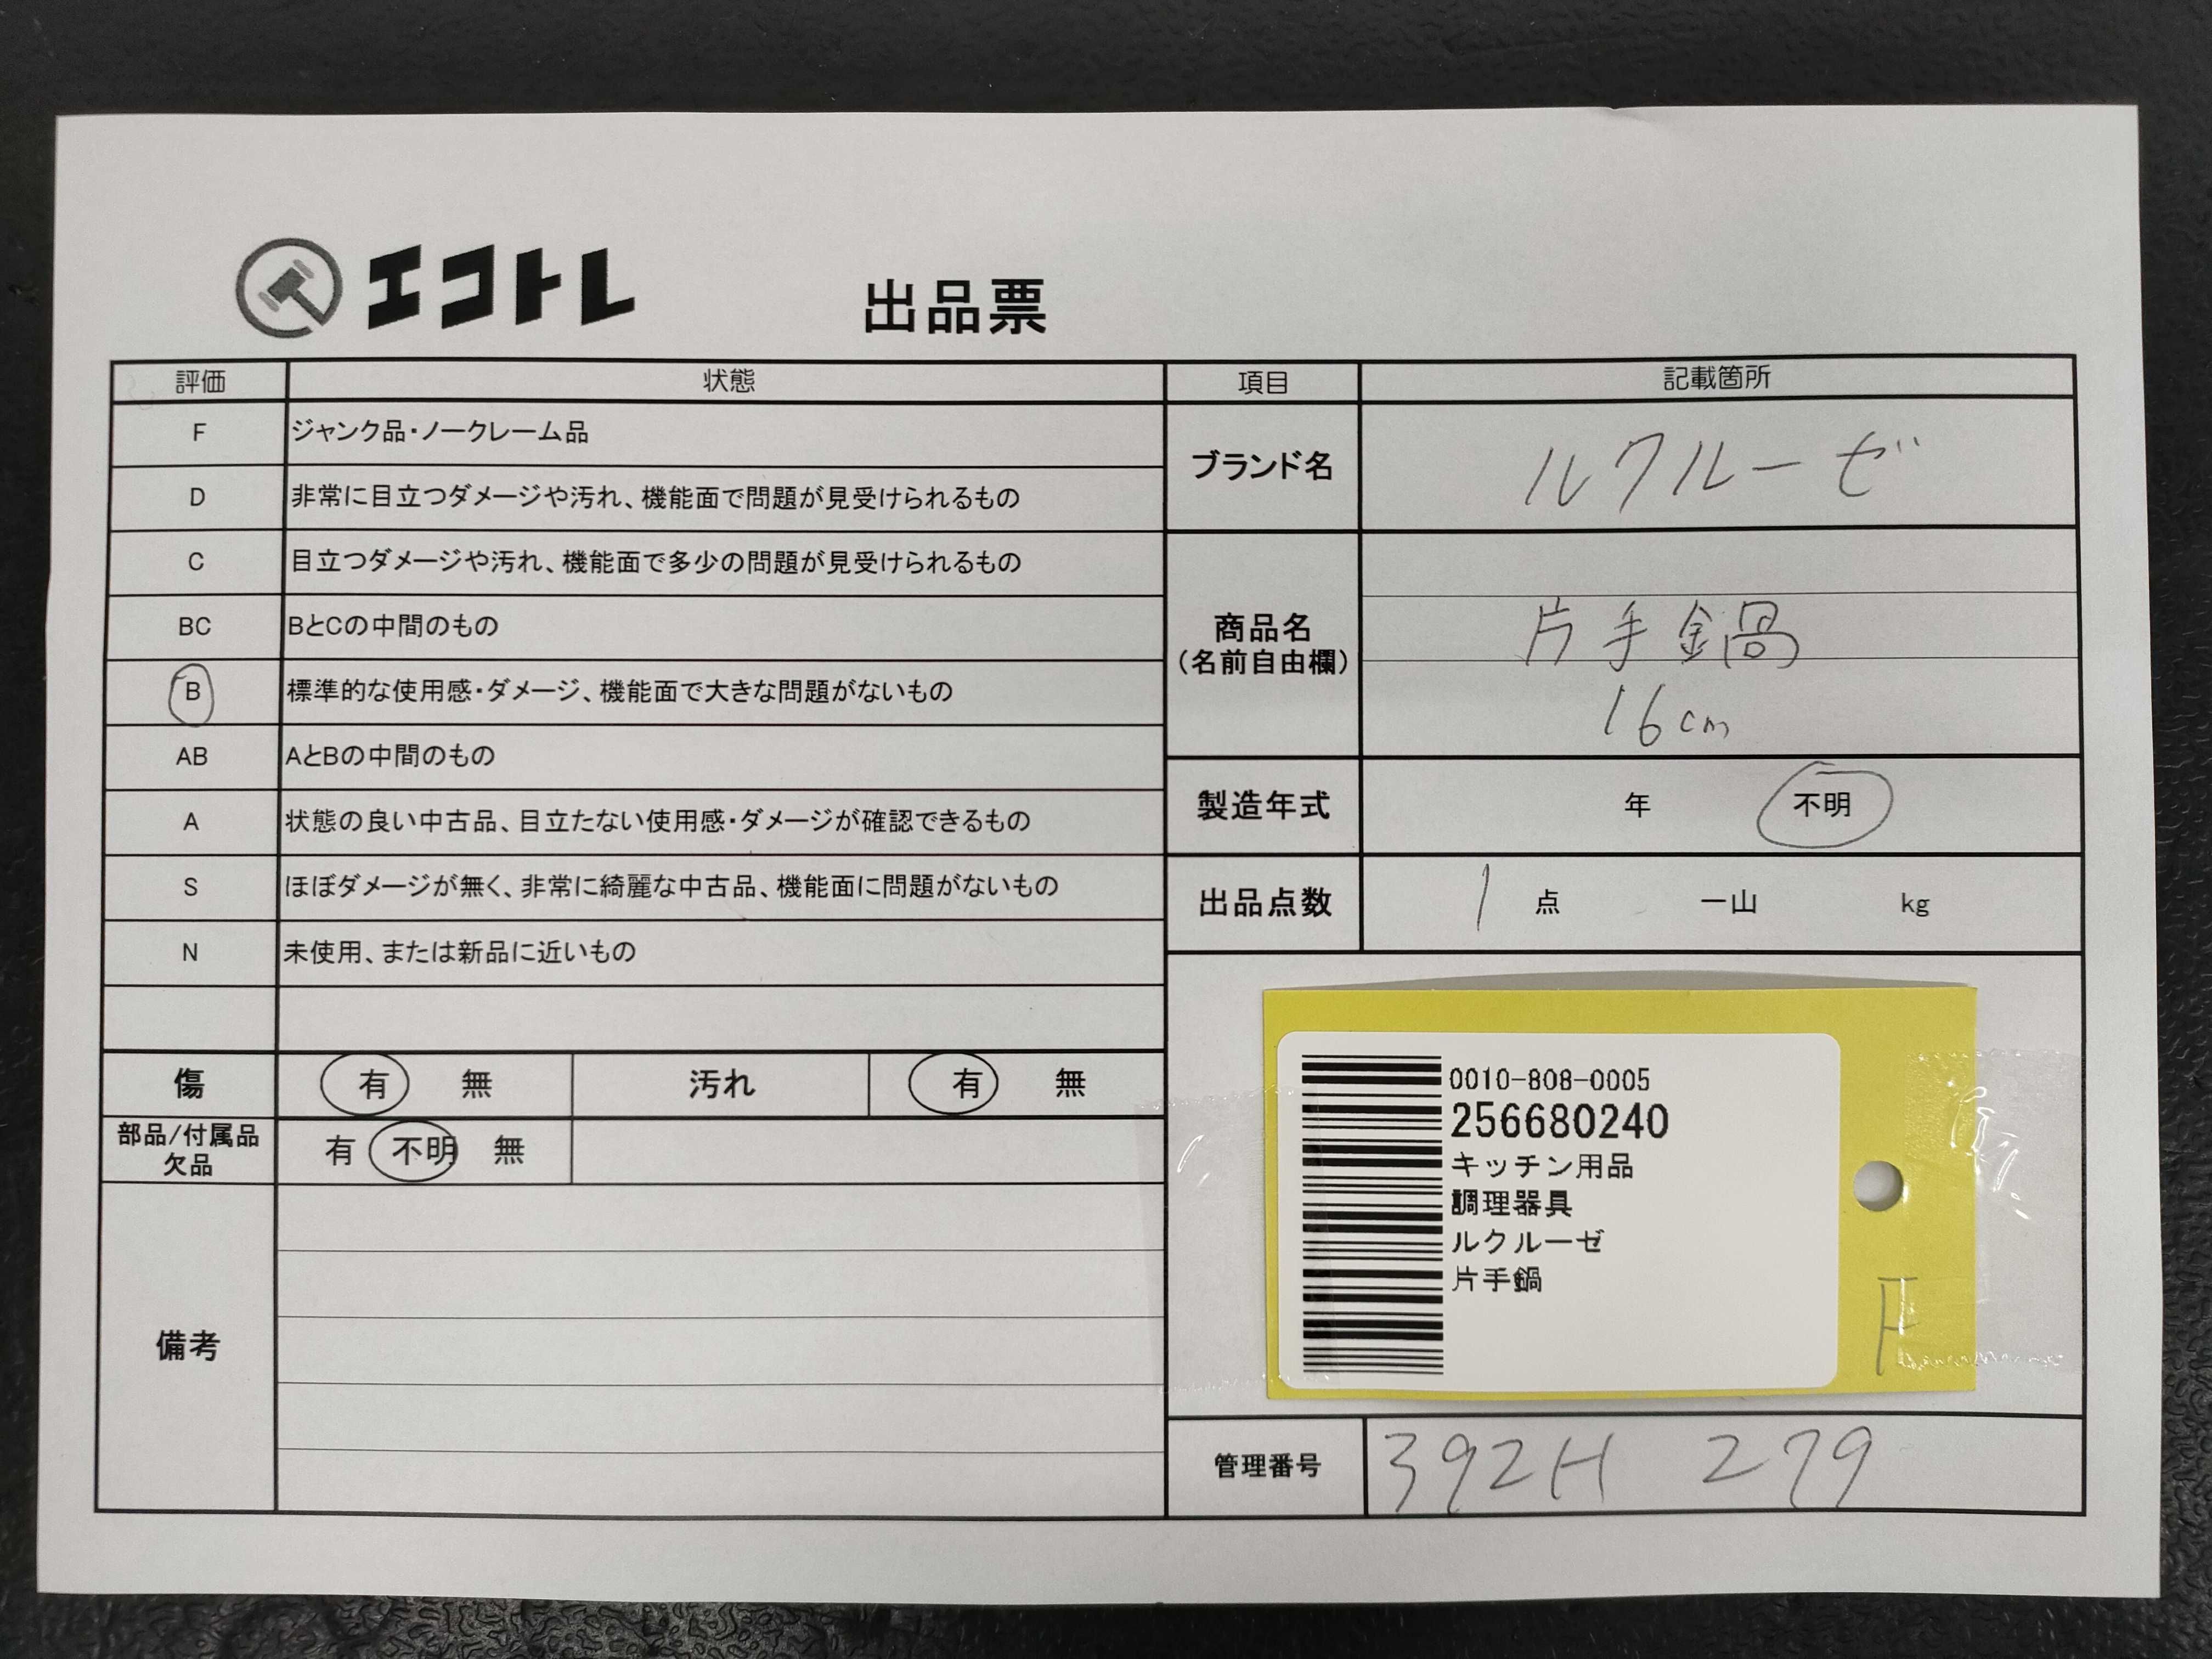 エコトレ
出品票
評価 状態
F ジャンク品・ノークレーム品
D 非常に目立つダメージや汚れ、機能面で問題が見受けられるもの
C 目立つダメージや汚れ、機能面で多少の問題が見受けられるもの
BC BとCの中間のもの
B 標準的な使用感・ダメージ、機能面で大きな問題がないもの
AB AとBの中間のもの
A 状態の良い中古品、目立たない使用感・ダメージが確認できるもの
S ほぼダメージが無く、非常に綺麗な中古品、機能面に問題がないもの
N 未使用、または新品に近いもの
傷 有 無 汚れ 有 無
部品/付属品
欠品
有 不明 無
備考
項目 記載箇所
ブランド名 ルクルーゼ
商品名
(名前自由欄)
片手鍋
16cm
製造年式 年 不明
出品点数 1 点 一山 kg
0010-808-0005
256680240
キッチン用品
調理器具
ルクルーゼ
片手鍋
F
管理番号 392H 279